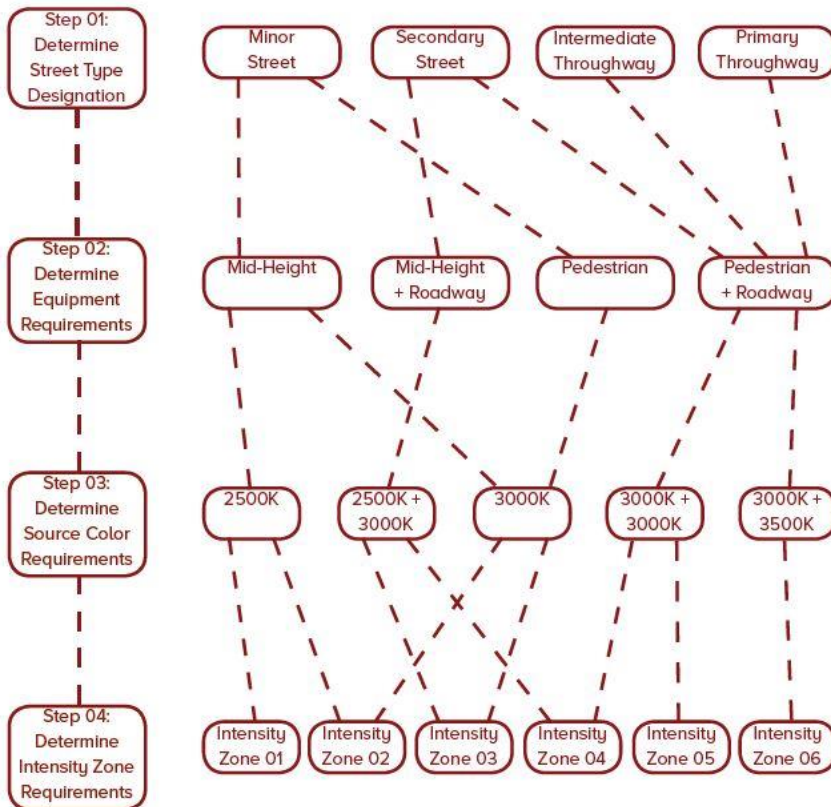 Step 01:
Determine
Street Type
Designation
Minor
Street
Secondary
Street
Intermediate
Throughway
Primary
Throughway
Step 02:
Determine
Equipment
Requirements
Mid-Height
Mid-Height
+ Roadway
Pedestrian
Pedestrian
+ Roadway
Step 03:
Determine
Source Color
Requirements
2500K
2500K +
3000K
3000K
3000K +
3000K
3000K +
3500K
Step 04:
Determine
Intensity Zone
Requirements
Intensity
Zone 01
Intensity
Zone 02
Intensity
Zone 03
Intensity
Zone 04
Intensity
Zone 05
Intensity
Zone 06